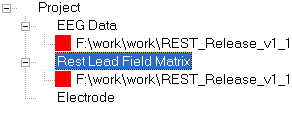 Project
EEG Data
F:\work\work\REST_Release_v1_1
Rest Lead Field Matrix
F:\work\work\REST_Release_v1_1
Electrode